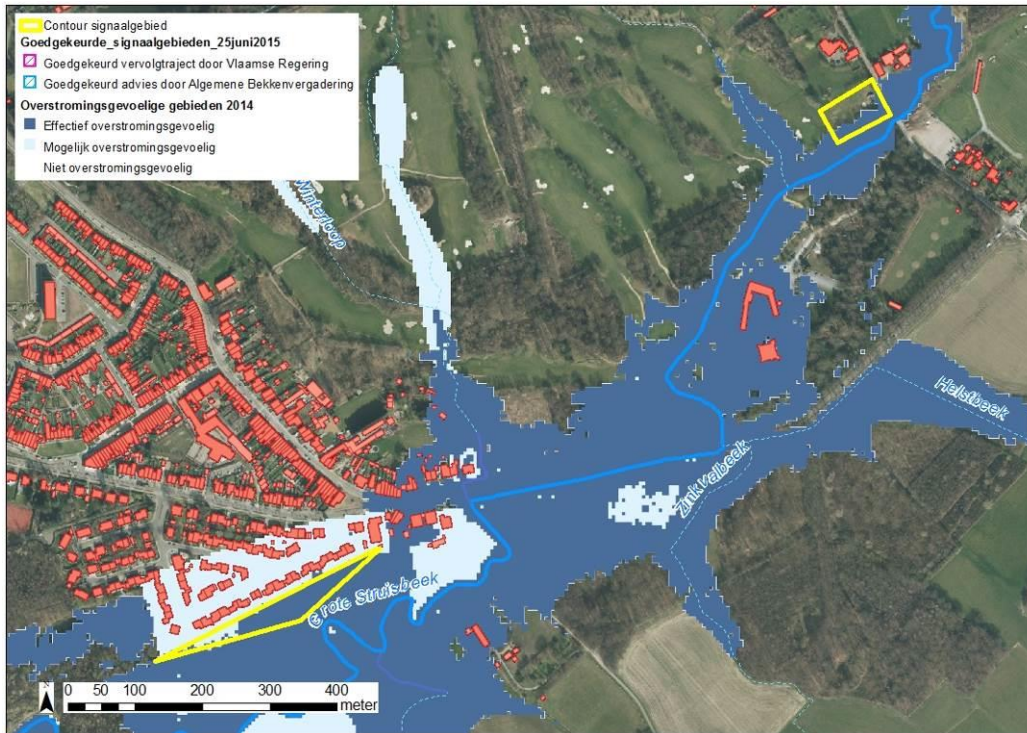 Contour signaalgebied
Goedgekeurde_signaalgebieden_25juni2015
Goedgekeurd vervolgtraject door Vlaamse Regering
Goedgekeurd advies door Algemene Bekkenvergadering
Overstromingsgevoelige gebieden 2014
Effectief overstromingsgevoelig
Mogelijk overstromingsgevoelig
Niet overstromingsgevoelig
Winterloop
Helstbeek
Zinkvalbeek
Grote Struisbeek
N
0 50 100 200 300 400
meter